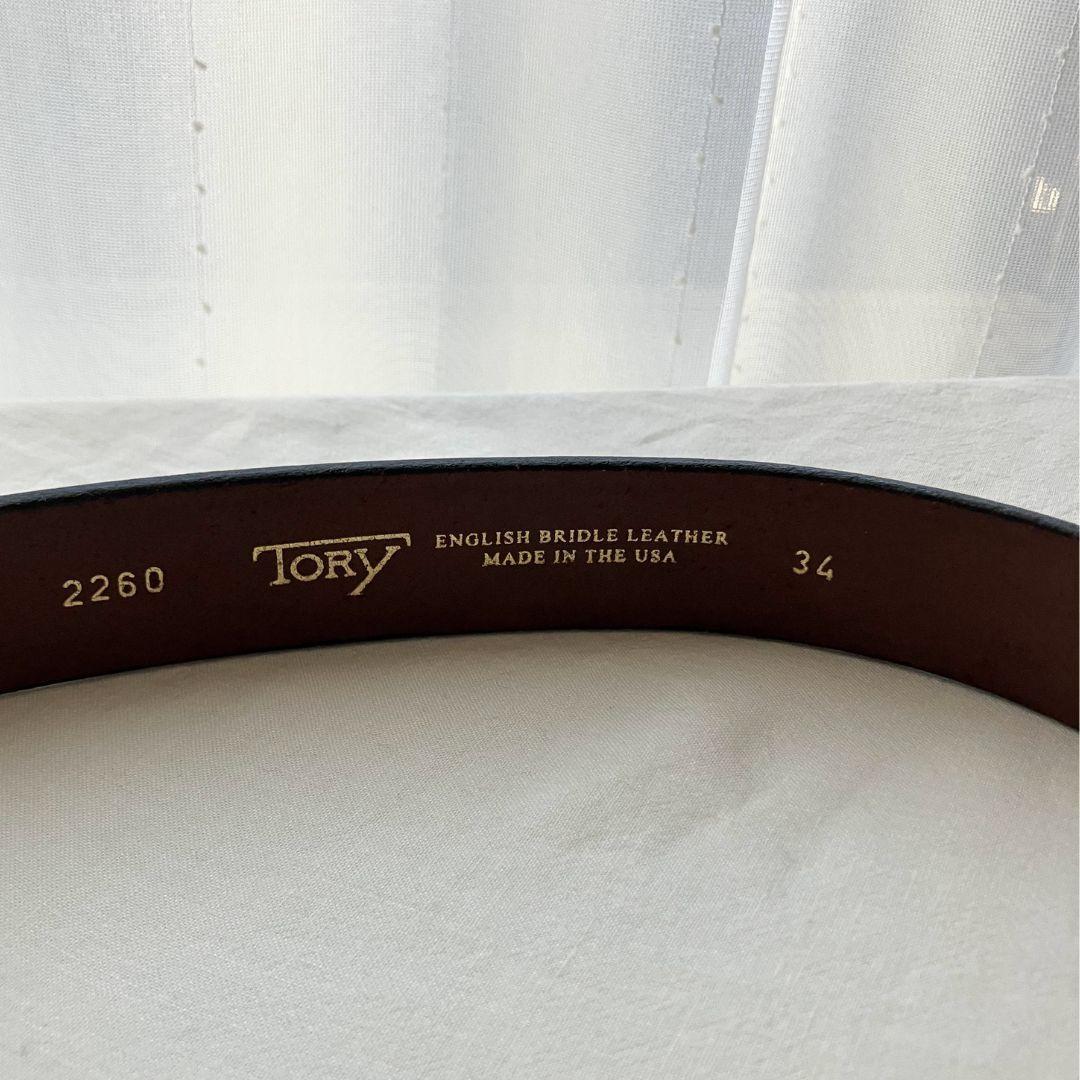 2260
TORY
ENGLISH BRIDLE LEATHER
MADE IN THE USA
34